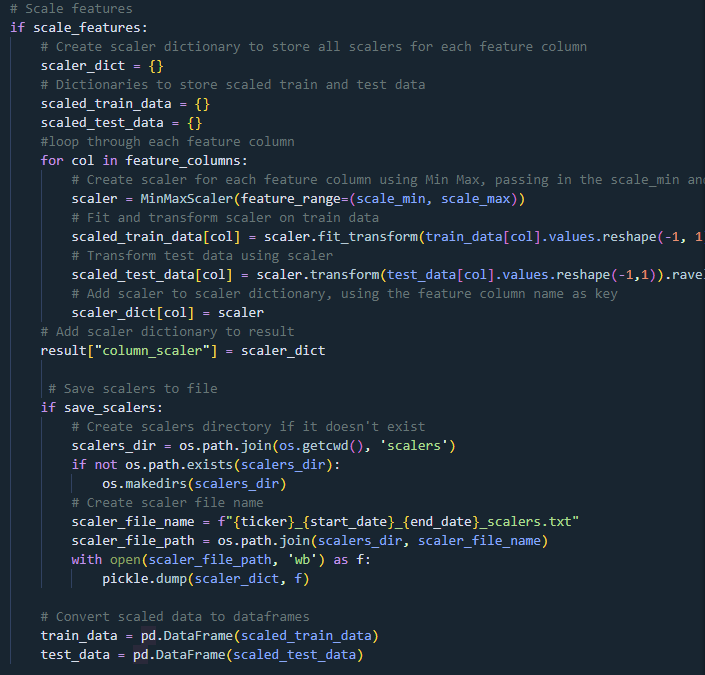 # Scale features
if scale_features:
# Create scaler dictionary to store all scalers for each feature column
scaler_dict = {}
# Dictionaries to store scaled train and test data
scaled_train_data = {}
scaled_test_data = {}
#loop through each feature column
for col in feature_columns:
# Create scaler for each feature column using Min Max, passing in the scale_min and
scaler = MinMaxScaler(feature_range=(scale_min, scale_max))
# Fit and transform scaler on train data
scaled_train_data[col] = scaler.fit_transform(train_data[col].values.reshape(-1, 1
# Transform test data using scaler
scaled_test_data[col] = scaler.transform(test_data[col].values.reshape(-1,1)).rave
# Add scaler to scaler dictionary, using the feature column name as key
scaler_dict[col] = scaler
# Add scaler dictionary to result
result["column_scaler"] = scaler_dict
# Save scalers to file
if save_scalers:
# Create scalers directory if it doesn't exist
scalers_dir = os.path.join(os.getcwd(), 'scalers')
if not os.path.exists(scalers_dir):
os.makedirs(scalers_dir)
# Create scaler file name
scaler_file_name = f"{ticker}_{start_date}_{end_date}_scalers.txt"
scaler_file_path = os.path.join(scalers_dir, scaler_file_name)
with open(scaler_file_path, 'wb') as f:
pickle.dump(scaler_dict, f)
# Convert scaled data to dataframes
train_data = pd.DataFrame(scaled_train_data)
test_data = pd.DataFrame(scaled_test_data)